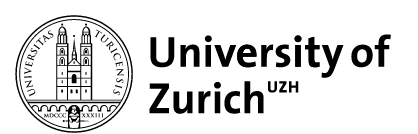 UNIVERSITAS TURICENSIS
MDCCC XXXIII
University of
Zurich UZH